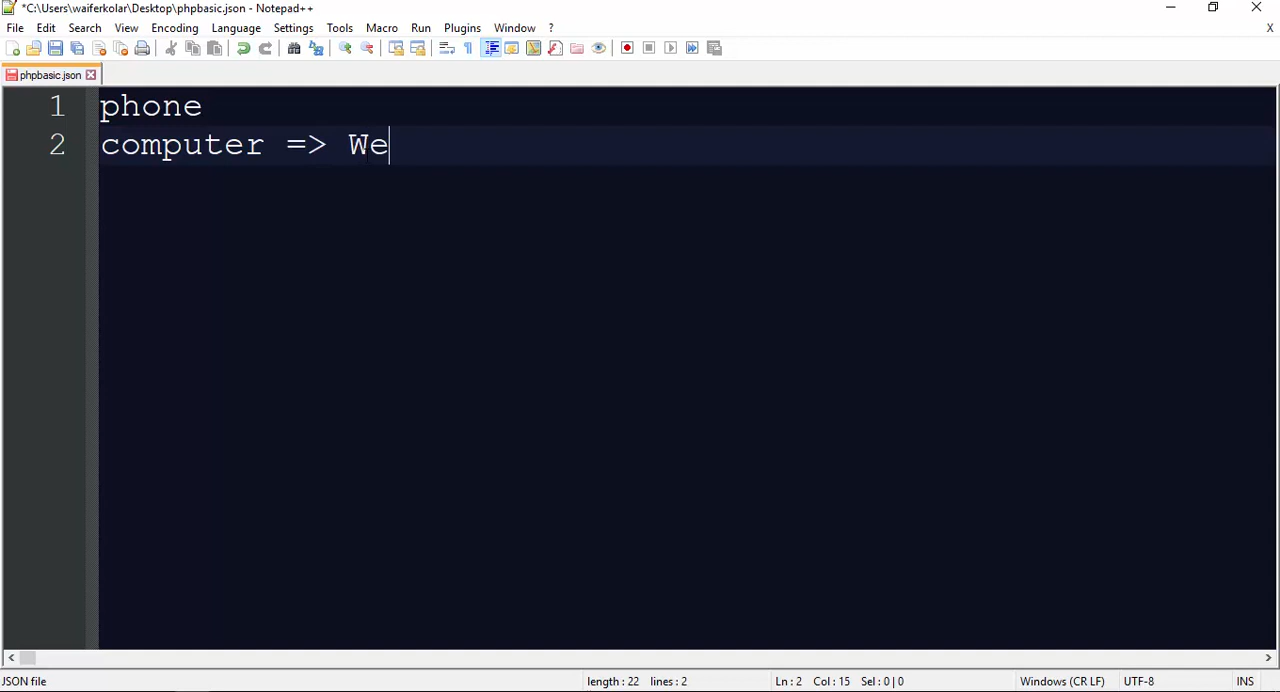 *C:\Users\waiferkolar\Desktop\phpbasic.json - Notepad++
File Edit Search View Encoding Language Settings Tools Macro Run Plugins Window ? X
phpbasic.json
1 phone
2 computer => We
JSON file length : 22 lines : 2 Ln : 2 Col : 15 Sel : 0 | 0 Windows (CR LF) UTF-8 INS